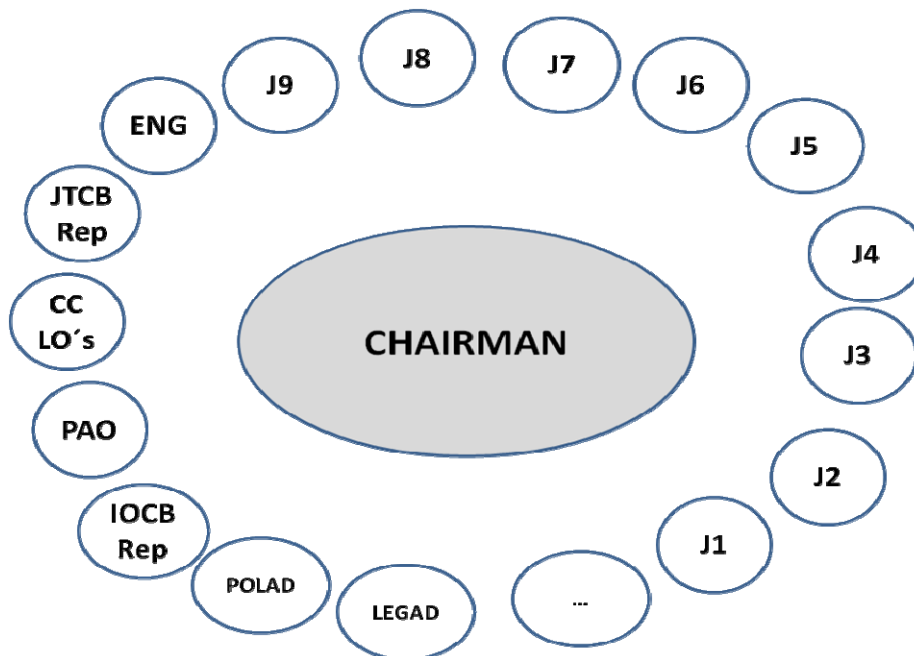 J8
J7
J9
J6
ENG
J5
JTCB
Rep
J4
CC
LO´s
CHAIRMAN
J3
PAO
J2
IOCB
Rep
J1
POLAD
LEGAD
...